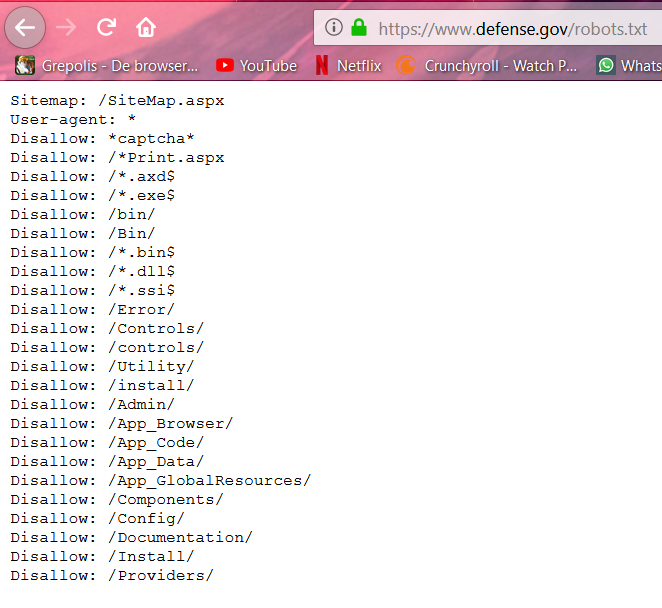 https://www.defense.gov/robots.txt
Grepolis - De browser... YouTube Netflix Crunchyroll - Watch P... Whats
Sitemap: /SiteMap.aspx
User-agent: *
Disallow: *captcha*
Disallow: /*Print.aspx
Disallow: /*.axd$
Disallow: /*.exe$
Disallow: /bin/
Disallow: /Bin/
Disallow: /*.bin$
Disallow: /*.dll$
Disallow: /*.ssi$
Disallow: /Error/
Disallow: /Controls/
Disallow: /controls/
Disallow: /Utility/
Disallow: /install/
Disallow: /Admin/
Disallow: /App_Browser/
Disallow: /App_Code/
Disallow: /App_Data/
Disallow: /App_GlobalResources/
Disallow: /Components/
Disallow: /Config/
Disallow: /Documentation/
Disallow: /Install/
Disallow: /Providers/